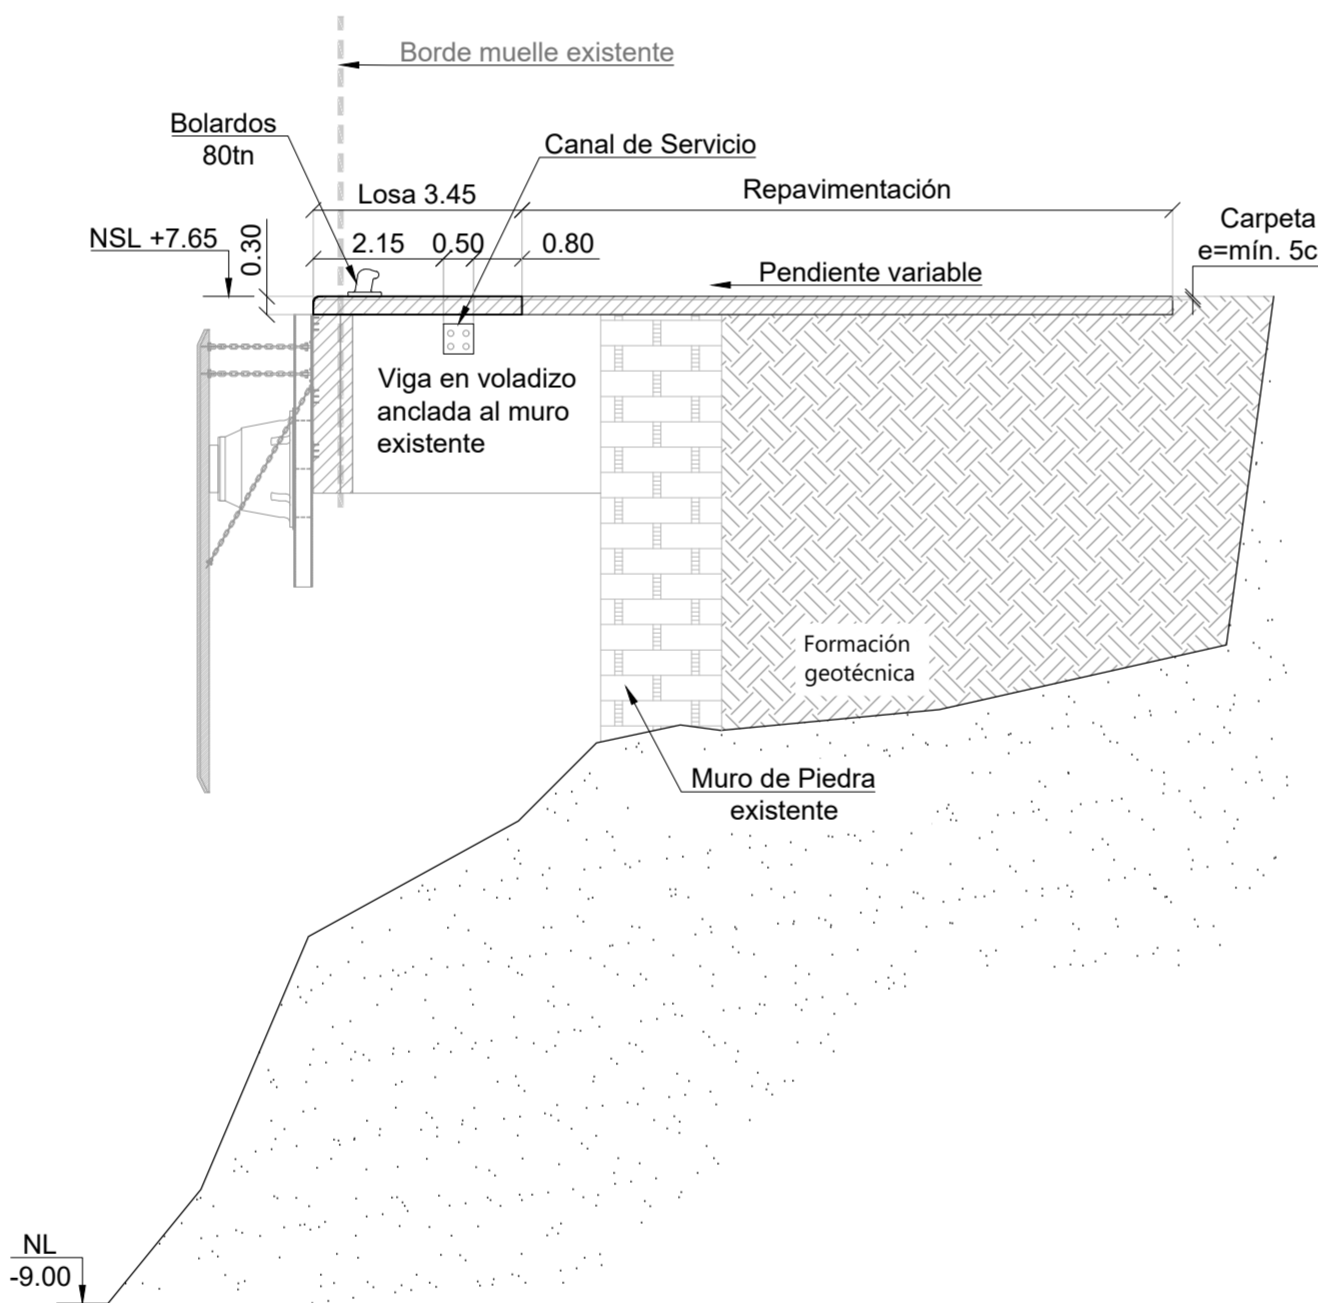 Borde muelle existente
Bolardos
80tn
Canal de Servicio
Losa 3.45
Repavimentación
Carpeta
e=mín. 5c
NSL +7.65
0.30
2.15
0.50
0.80
Pendiente variable
Viga en voladizo
anclada al muro
existente
Formación
geotécnica
Muro de Piedra
existente
NL
-9.00